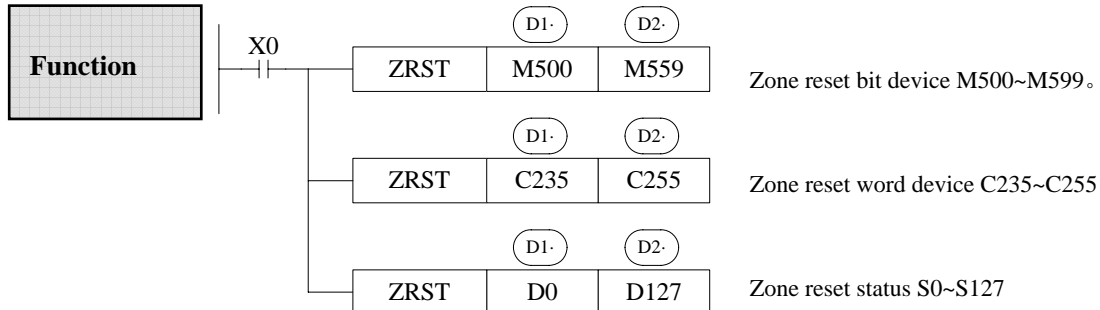 Function
X0
D1· D2·
ZRST M500 M559
Zone reset bit device M500~M599。
D1· D2·
ZRST C235 C255
Zone reset word device C235~C255
D1· D2·
ZRST D0 D127
Zone reset status S0~S127